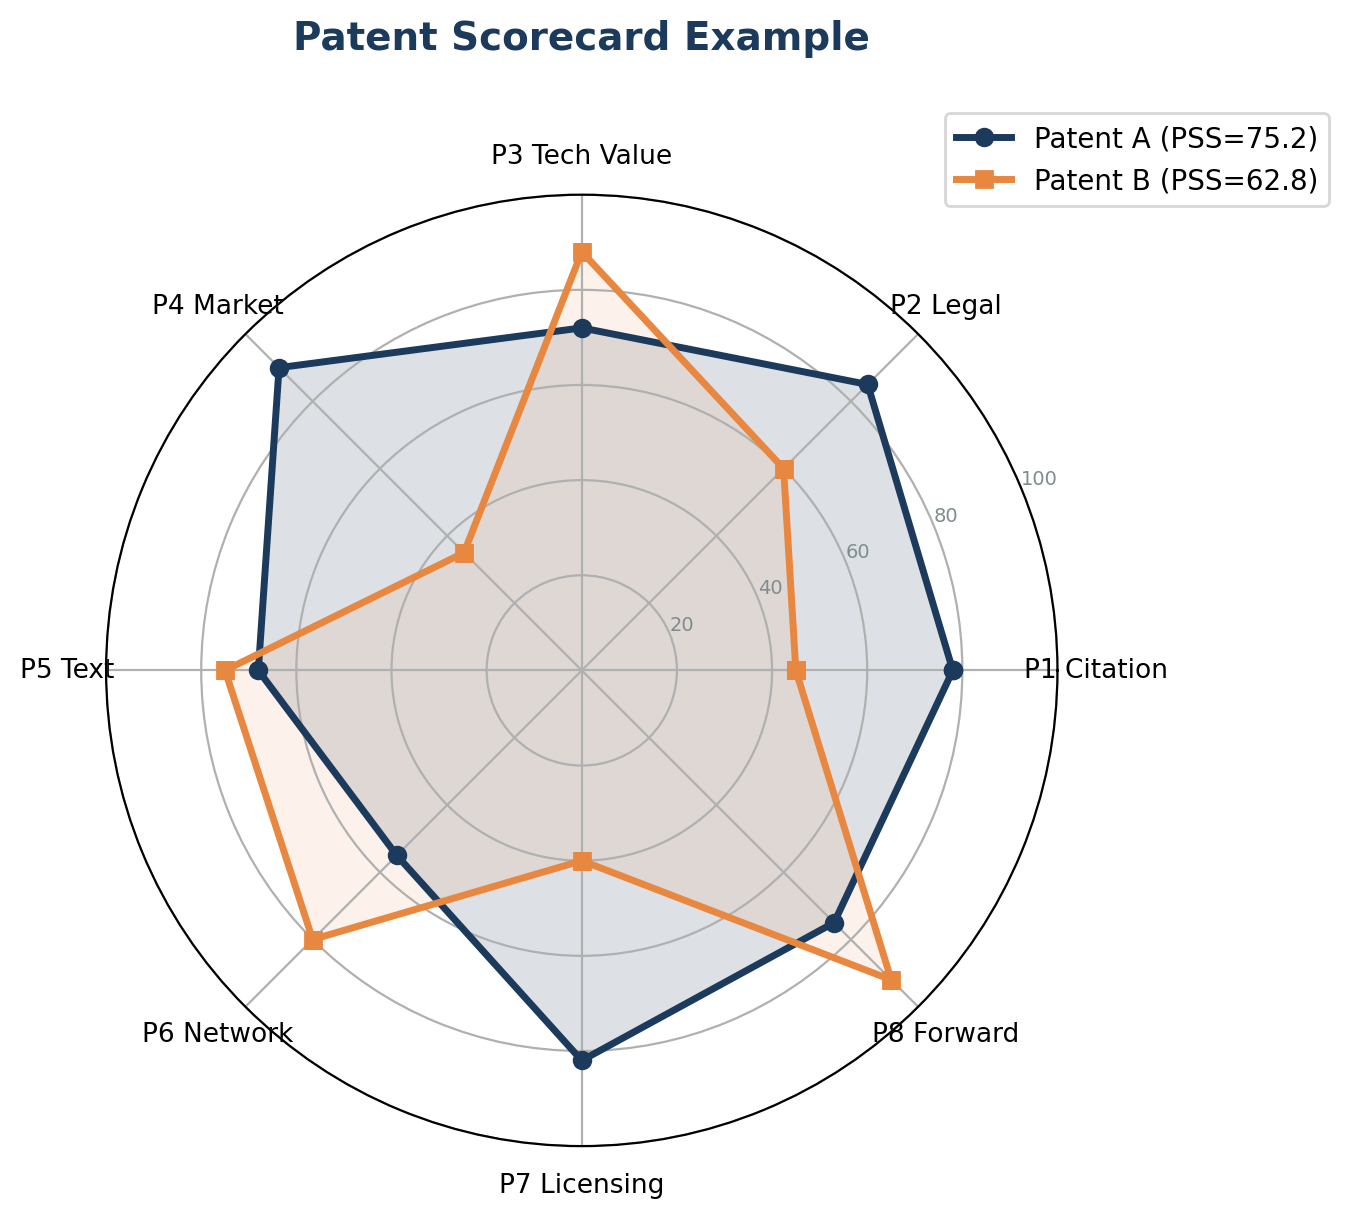 Patent Scorecard Example
Patent A (PSS=75.2)
Patent B (PSS=62.8)
P3 Tech Value
P4 Market
P2 Legal
100
80
60
40
20
P5 Text
P1 Citation
P6 Network
P8 Forward
P7 Licensing